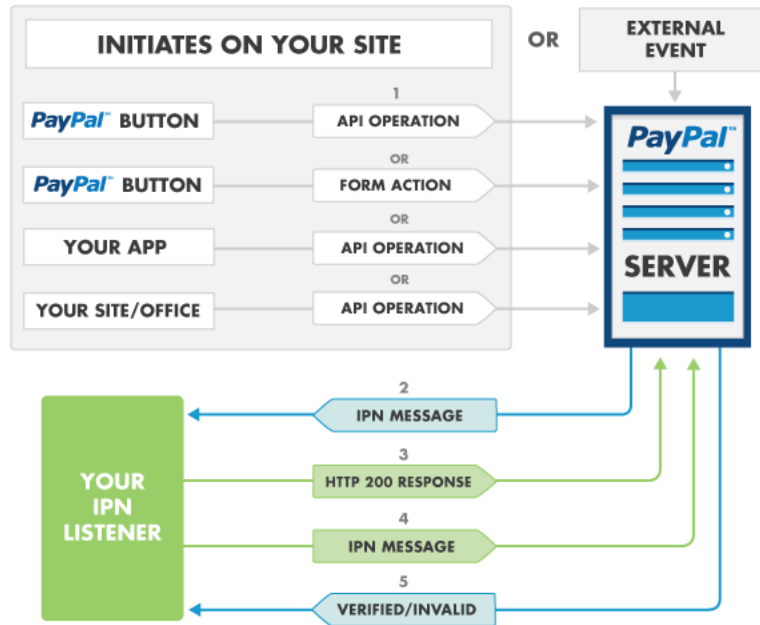 INITIATES ON YOUR SITE
OR
EXTERNAL
EVENT
1
PayPal™ BUTTON
API OPERATION
OR
PayPal™ BUTTON
FORM ACTION
OR
YOUR APP
API OPERATION
OR
YOUR SITE/OFFICE
API OPERATION
PayPal™
SERVER
2
IPN MESSAGE
3
HTTP 200 RESPONSE
4
IPN MESSAGE
5
VERIFIED/INVALID
YOUR
IPN
LISTENER